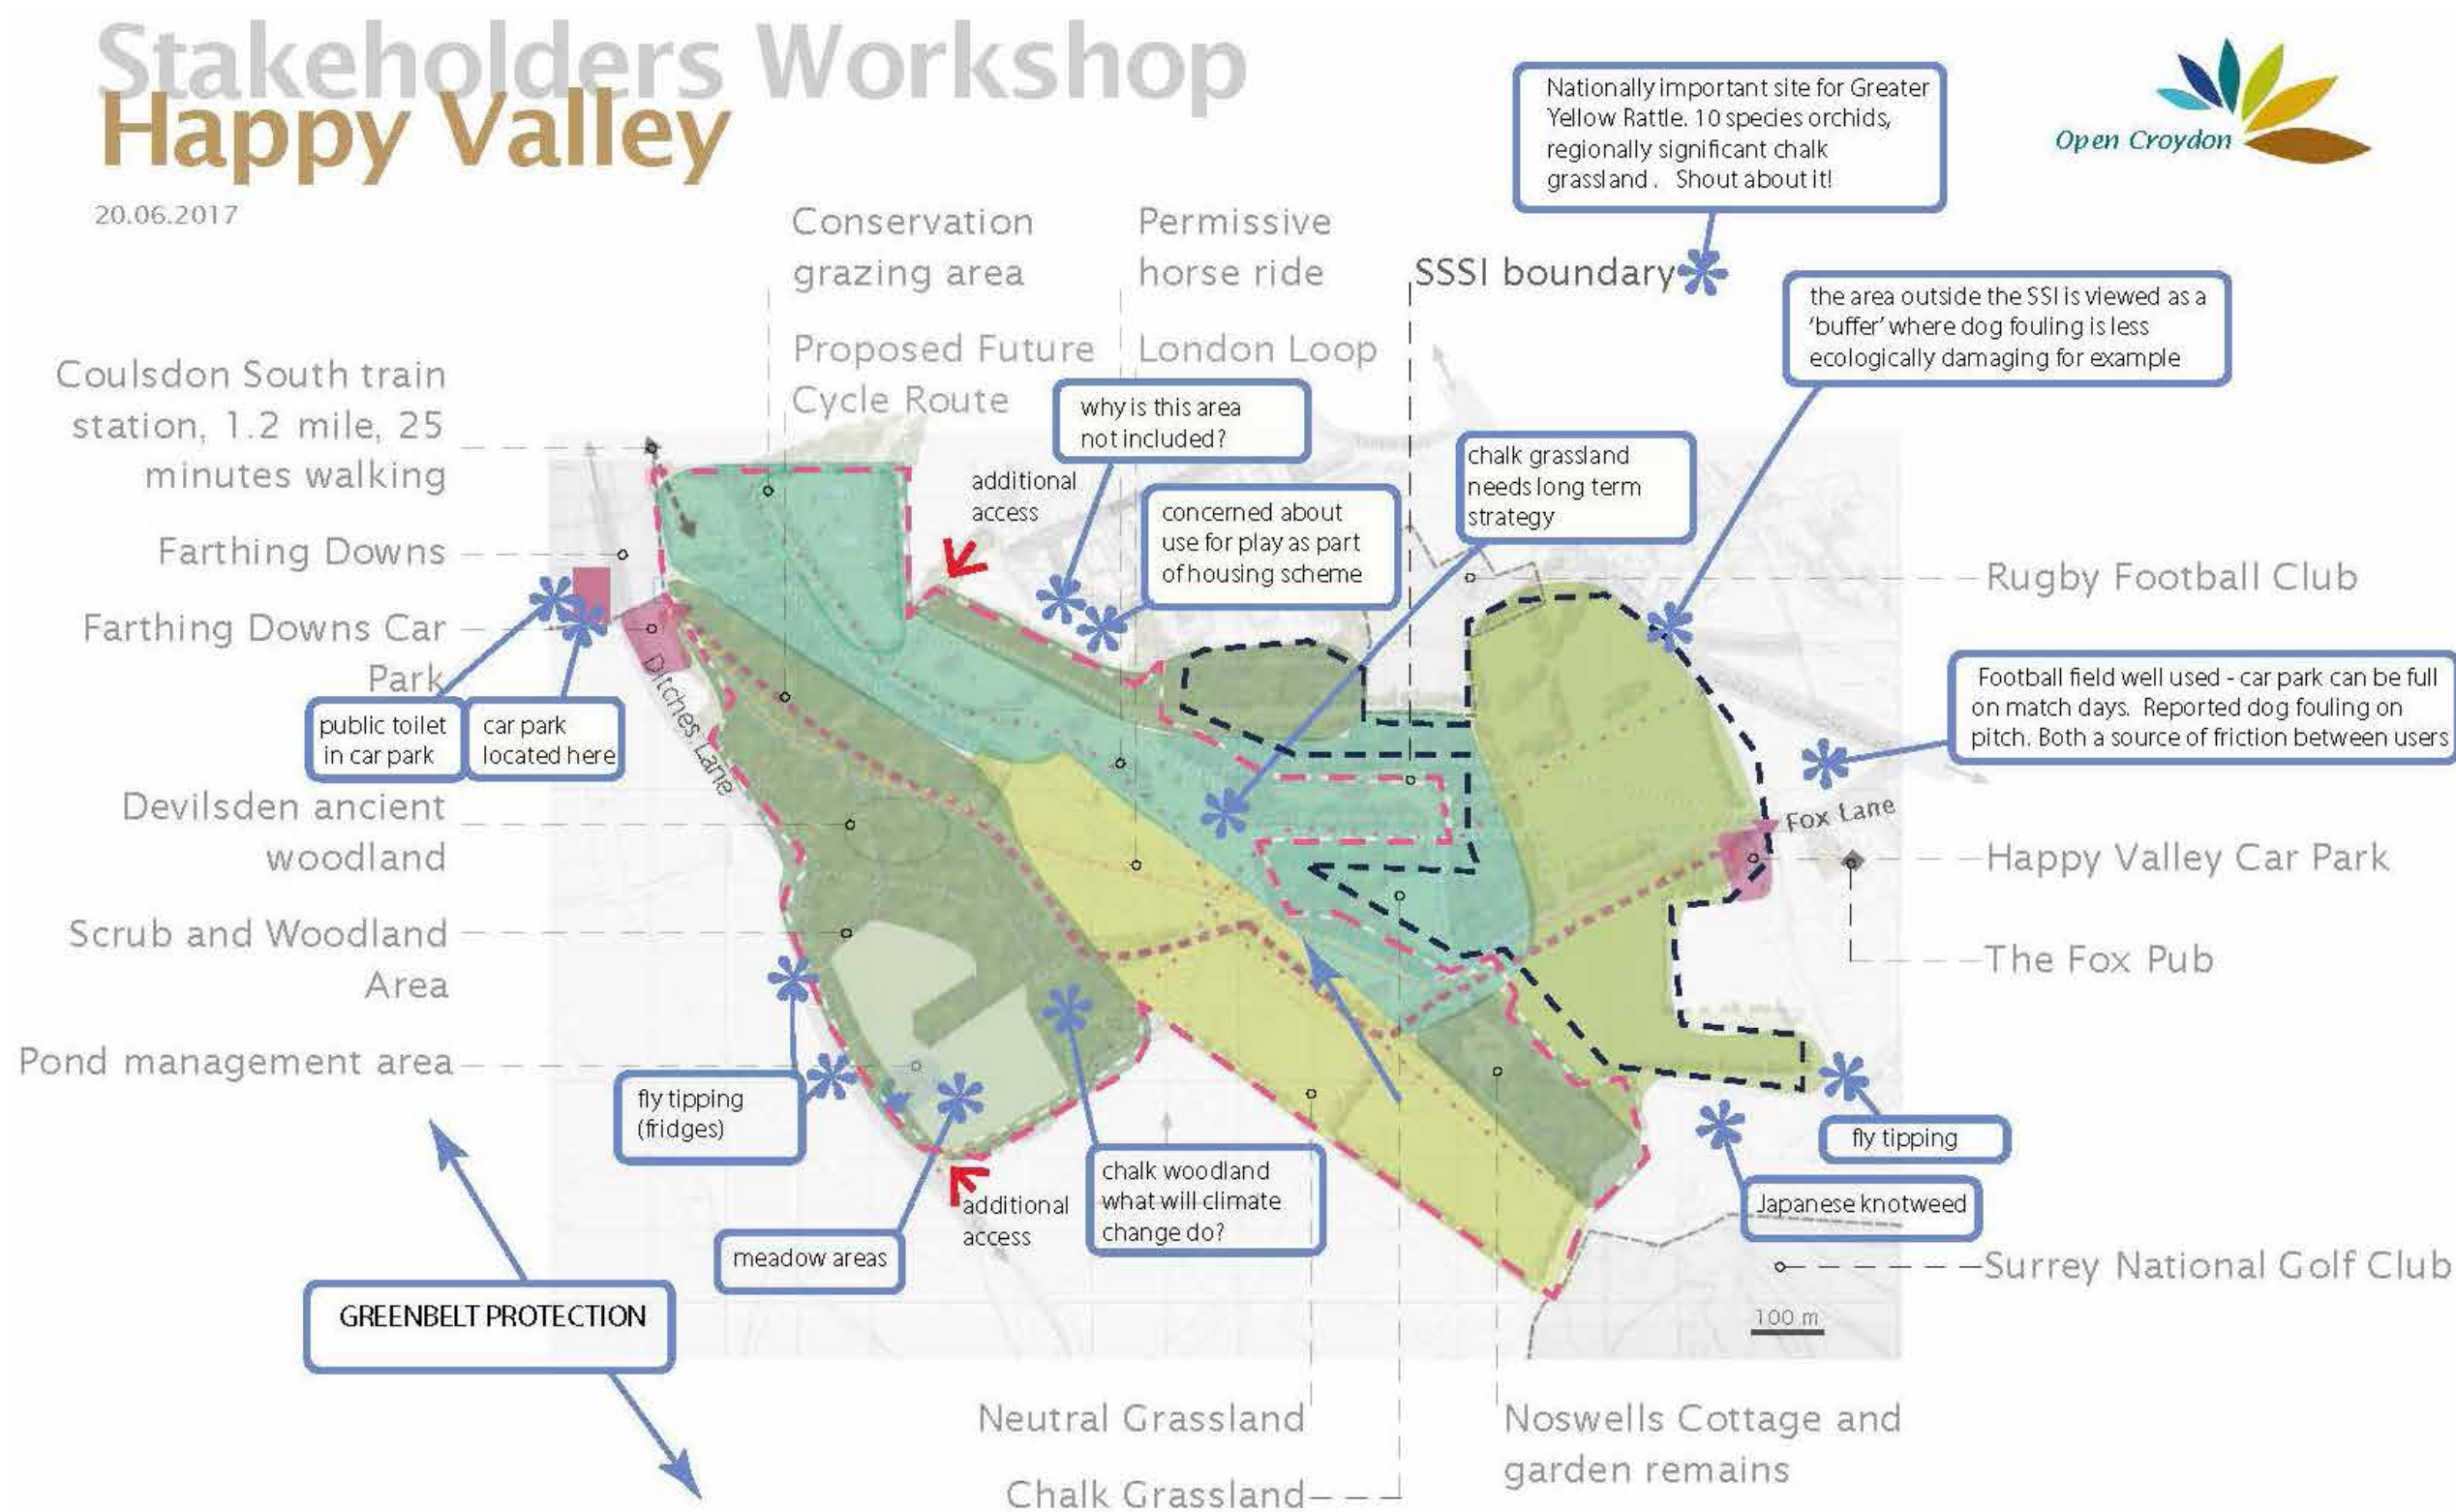 Stakeholders Workshop
Happy Valley
20.06.2017
Open Croydon
Nationally important site for Greater
Yellow Rattle. 10 species orchids,
regionally significant chalk
grassland. Shout about it!
Conservation
grazing area
Permissive
horse ride
SSSI boundary
the area outside the SSI is viewed as a
'buffer' where dog fouling is less
ecologically damaging for example
Proposed Future
Cycle Route
London Loop
Coulsdon South train
station, 1.2 mile, 25
minutes walking
why is this area
not included?
additional
access
concerned about
use for play as part
of housing scheme
chalk grassland
needs long term
strategy
Farthing Downs
Rugby Football Club
Farthing Downs Car
Park
Ditches Lane
public toilet
in car park
car park
located here
Football field well used - car park can be full
on match days. Reported dog fouling on
pitch. Both a source of friction between users
Devilsden ancient
woodland
Fox Lane
Happy Valley Car Park
Scrub and Woodland
Area
The Fox Pub
Pond management area
fly tipping
(fridges)
fly tipping
chalk woodland
what will climate
change do?
additional
access
Japanese knotweed
meadow areas
Surrey National Golf Club
GREENBELT PROTECTION
100 m
Neutral Grassland
Noswells Cottage and
garden remains
Chalk Grassland